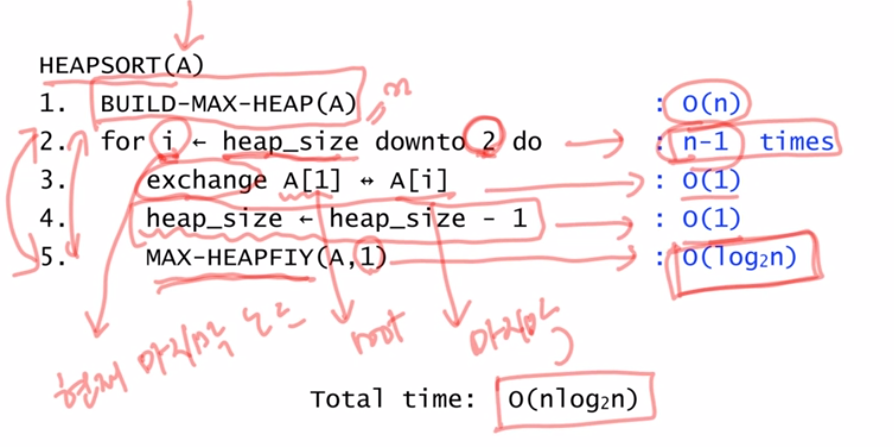 HEAPSORT(A)
1. BUILD-MAX-HEAP(A) : O(n)
n
2. for i ← heap_size downto 2 do : n-1 times
3. exchange A[1] ↔ A[i] : O(1)
4. heap_size ← heap_size - 1 : O(1)
5. MAX-HEAPFIY(A,1) : O(log₂n)
현재 마지막 노드
root
마지막
Total time: O(nlog₂n)